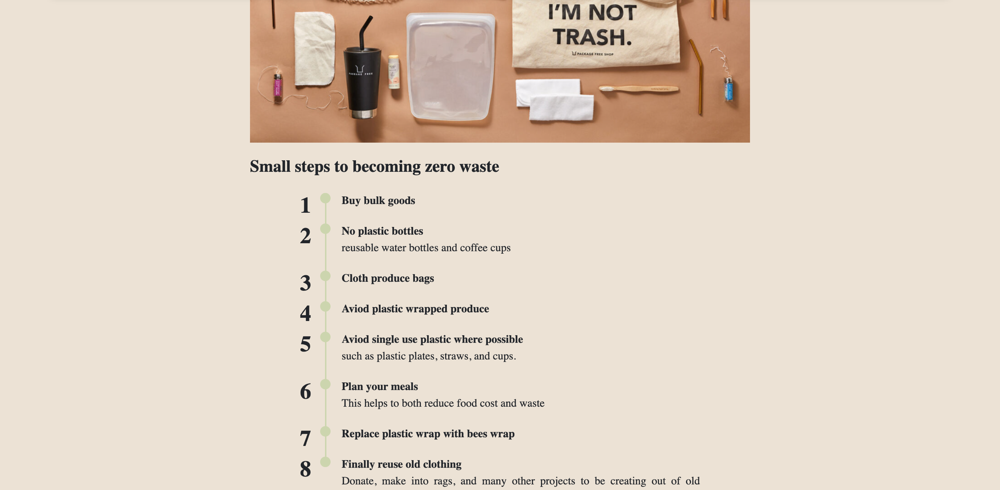 I'M NOT
TRASH.
PACKAGE FREE SHOP
PACKAGE FREE
Small steps to becoming zero waste
1
Buy bulk goods
2
No plastic bottles
reusable water bottles and coffee cups
3
Cloth produce bags
4
Aviod plastic wrapped produce
5
Aviod single use plastic where possible
such as plastic plates, straws, and cups.
6
Plan your meals
This helps to both reduce food cost and waste
7
Replace plastic wrap with bees wrap
8
Finally reuse old clothing
Donate, make into rags, and many other projects to be creating out of old